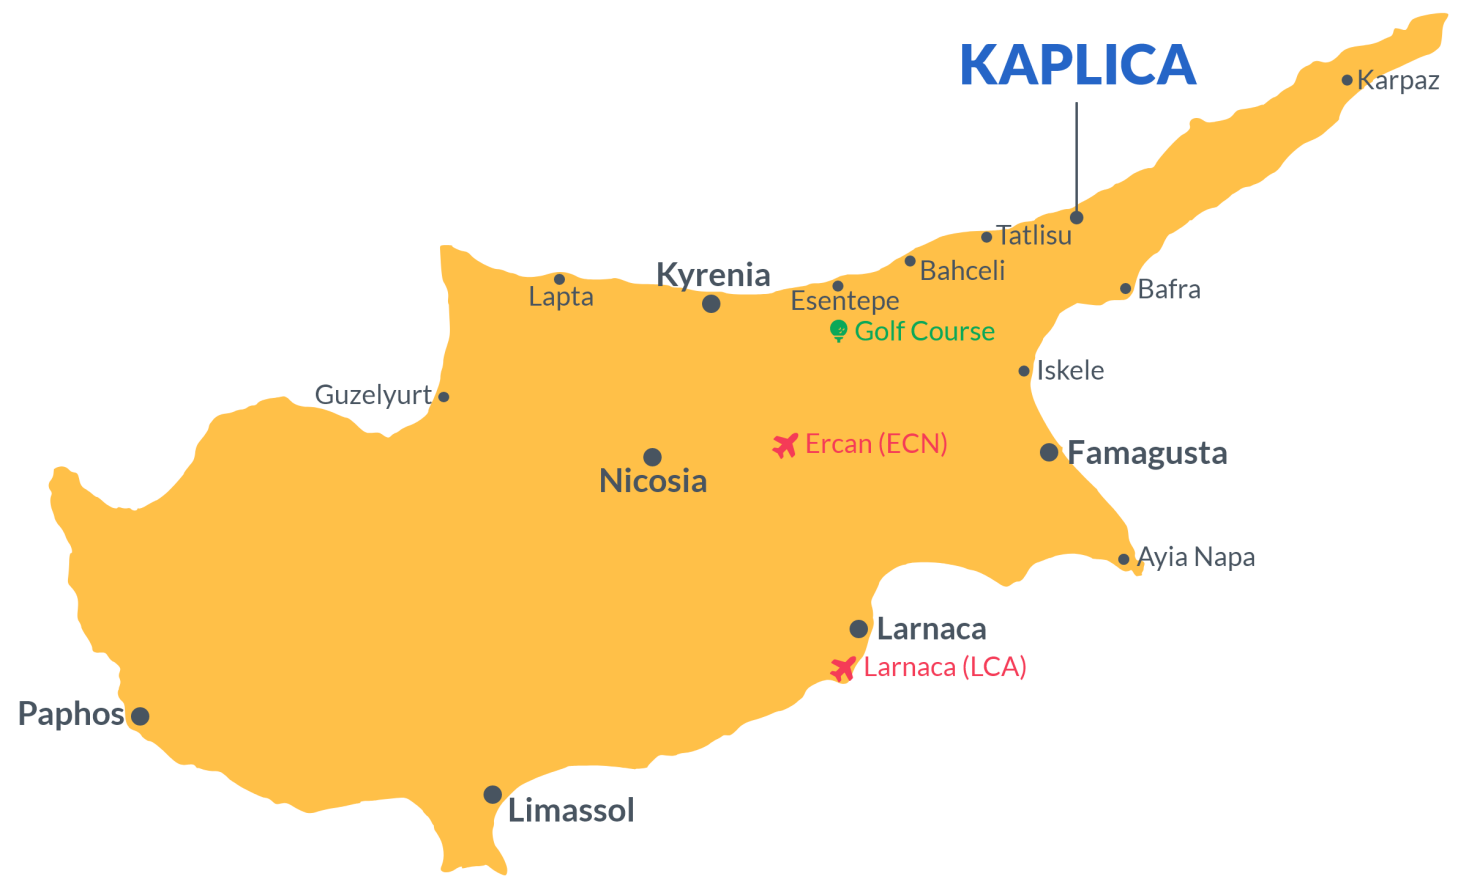 KAPLICA
Karpaz
Tatlisu
Bahceli
Kyrenia
Lapta
Esentepe
Bafra
Golf Course
Iskele
Guzelyurt
Ercan (ECN)
Famagusta
Nicosia
Ayia Napa
Larnaca
Larnaca (LCA)
Paphos
Limassol